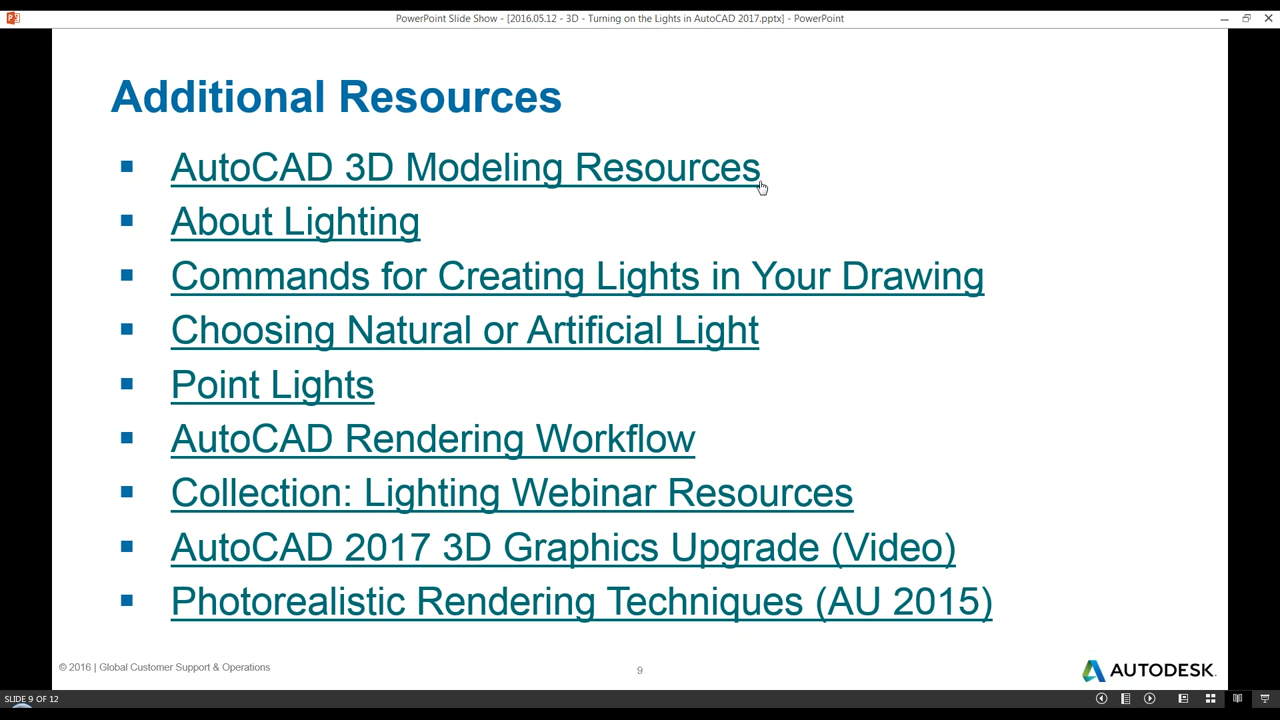 PowerPoint Slide Show - [2016.05.12 - 3D - Turning on the Lights in AutoCAD 2017.pptx] - PowerPoint
Additional Resources
AutoCAD 3D Modeling Resources
About Lighting
Commands for Creating Lights in Your Drawing
Choosing Natural or Artificial Light
Point Lights
AutoCAD Rendering Workflow
Collection: Lighting Webinar Resources
AutoCAD 2017 3D Graphics Upgrade (Video)
Photorealistic Rendering Techniques (AU 2015)
© 2016 | Global Customer Support & Operations
9
AUTODESK.
SLIDE 9 OF 12